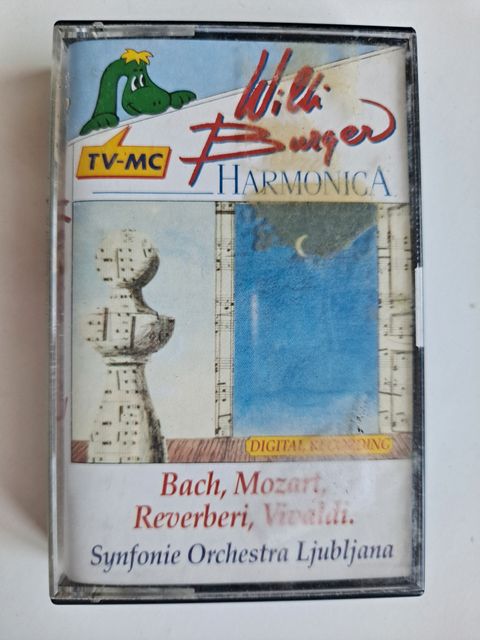 Willi
Burger
TV-MC
HARMONICA
DIGITAL RECORDING
Bach, Mozart,
Reverberi, Vivaldi.
Synfonie Orchestra Ljubljana